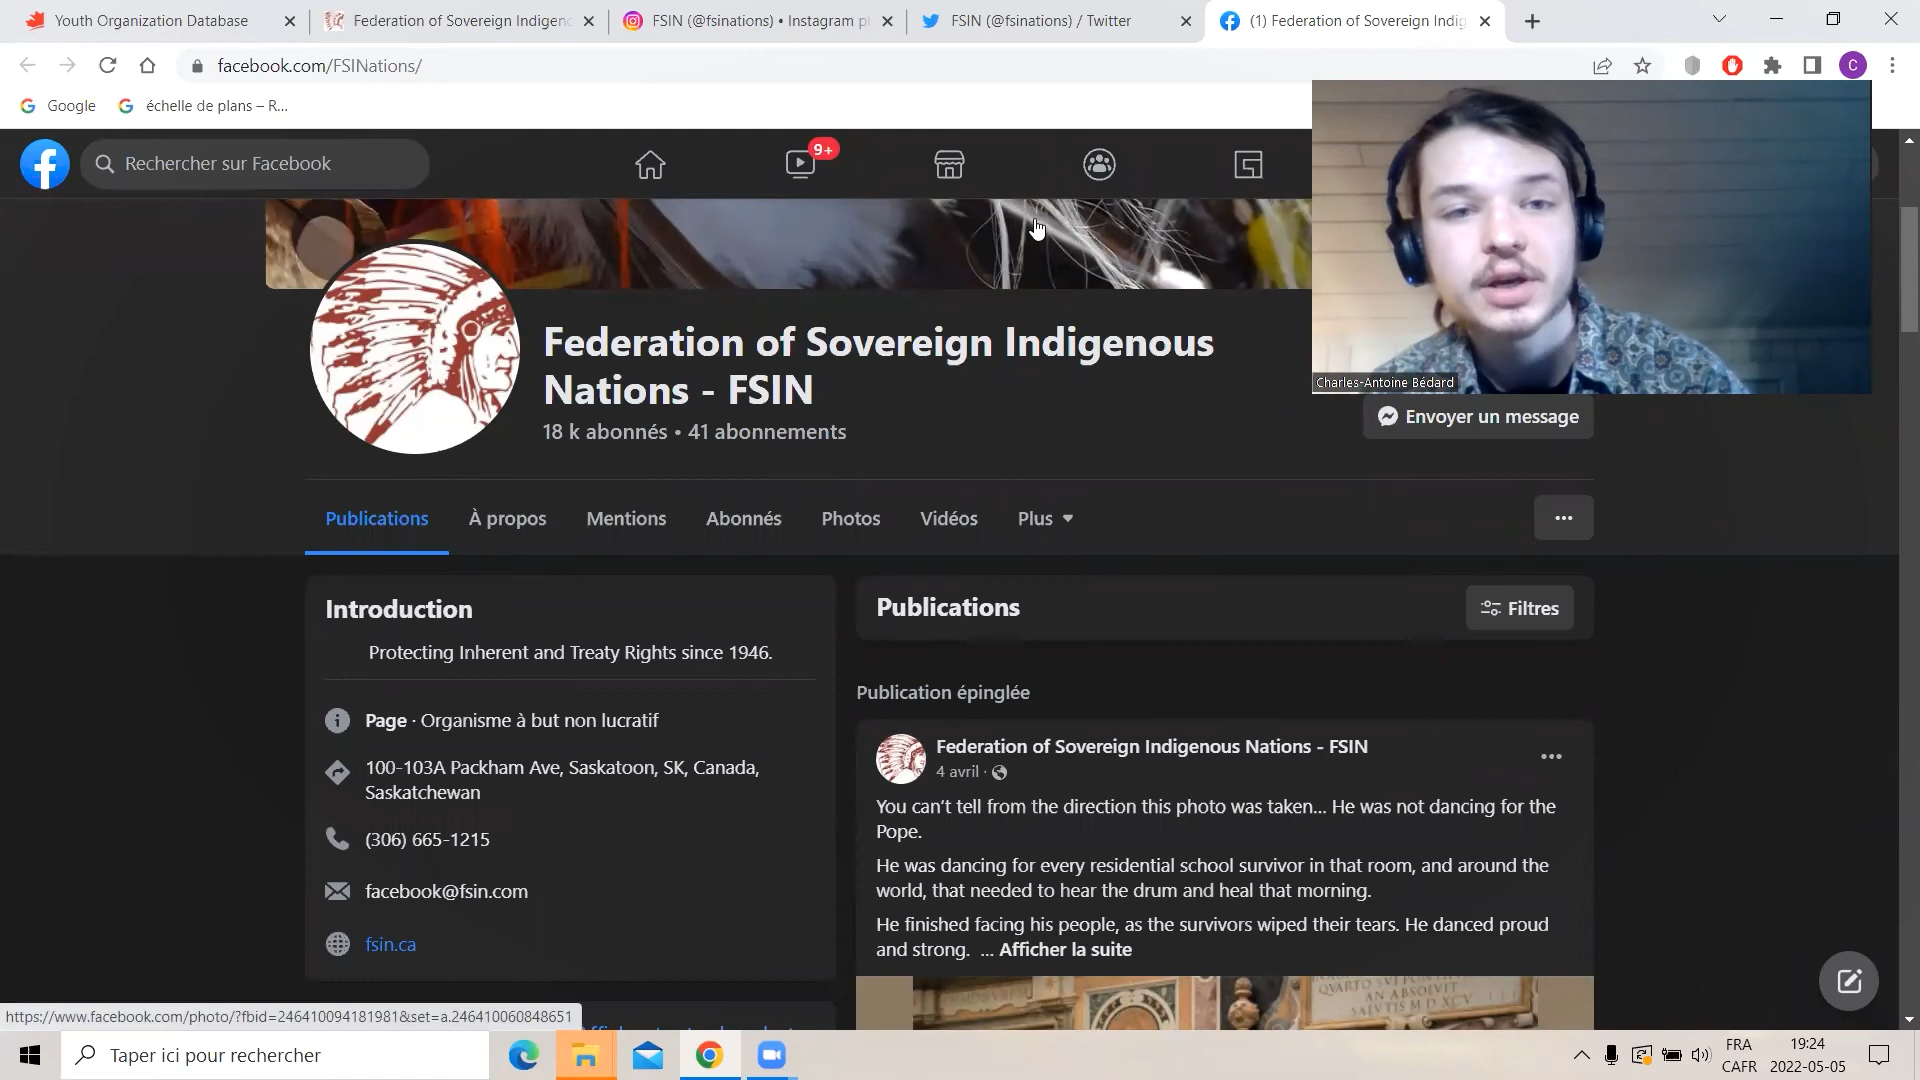 Youth Organization Database
Federation of Sovereign Indigenc
FSIN (@fsinations) • Instagram p
FSIN (@fsinations) / Twitter
(1) Federation of Sovereign Indig
facebook.com/FSINations/
C
Google
échelle de plans – R...
Rechercher sur Facebook
9+
Charles-Antoine Bédard
Federation of Sovereign Indigenous
Nations - FSIN
18 k abonnés • 41 abonnements
Envoyer un message
Publications
À propos
Mentions
Abonnés
Photos
Vidéos
Plus
Introduction
Protecting Inherent and Treaty Rights since 1946.
Page · Organisme à but non lucratif
100-103A Packham Ave, Saskatoon, SK, Canada,
Saskatchewan
(306) 665-1215
facebook@fsin.com
fsin.ca
Publications
Filtres
Publication épinglée
Federation of Sovereign Indigenous Nations - FSIN
4 avril ·
You can’t tell from the direction this photo was taken... He was not dancing for the
Pope.
He was dancing for every residential school survivor in that room, and around the
world, that needed to hear the drum and heal that morning.
He finished facing his people, as the survivors wiped their tears. He danced proud
and strong. ... Afficher la suite
QVARTO
AN ABSOLVIT
https://www.facebook.com/photo/?fbid=246410094181981&set=a.246410060848651
Taper ici pour rechercher
FRA
CAFR
19:24
2022-05-05